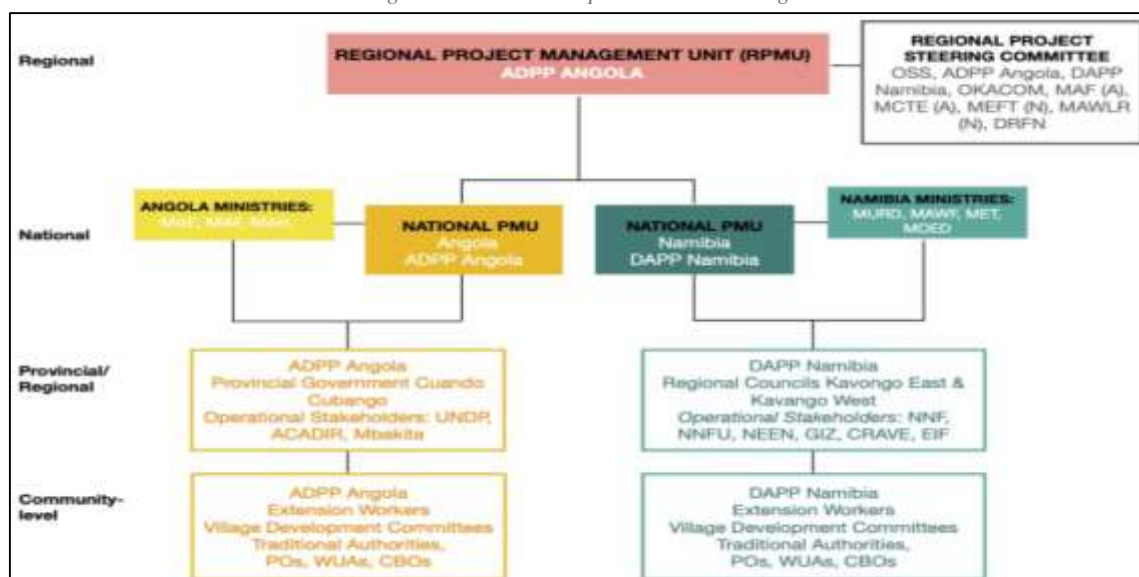 Regional
REGIONAL PROJECT MANAGEMENT UNIT (RPMU)
ADPP ANGOLA
REGIONAL PROJECT
STEERING COMMITTEE
OSS, ADPP Angola, DAPP
Namibia, OKACOM, MAF (A),
MCTE (A), MEFT (N), MAWLR
(N), DRFN
National
ANGOLA MINISTRIES:
NATIONAL PMU
Angola
ADPP Angola
NATIONAL PMU
Namibia
DAPP Namibia
NAMIBIA MINISTRIES:
MURD, MAWF, MET,
MOED
Provincial/
Regional
ADPP Angola
Provincial Government Cuando
Cubango
Operational Stakeholders: UNDP,
ACADIR, Mbakita
DAPP Namibia
Regional Councils Kavongo East &
Kavango West
Operational Stakeholders: NNF,
NNFU, NEEN, GIZ, CRAVE, EIF
Community-
level
ADPP Angola
Extension Workers
Village Development Committees
Traditional Authorities,
POs, WUAs, CBOs
DAPP Namibia
Extension Workers
Village Development Committees
Traditional Authorities,
POs, WUAs, CBOs